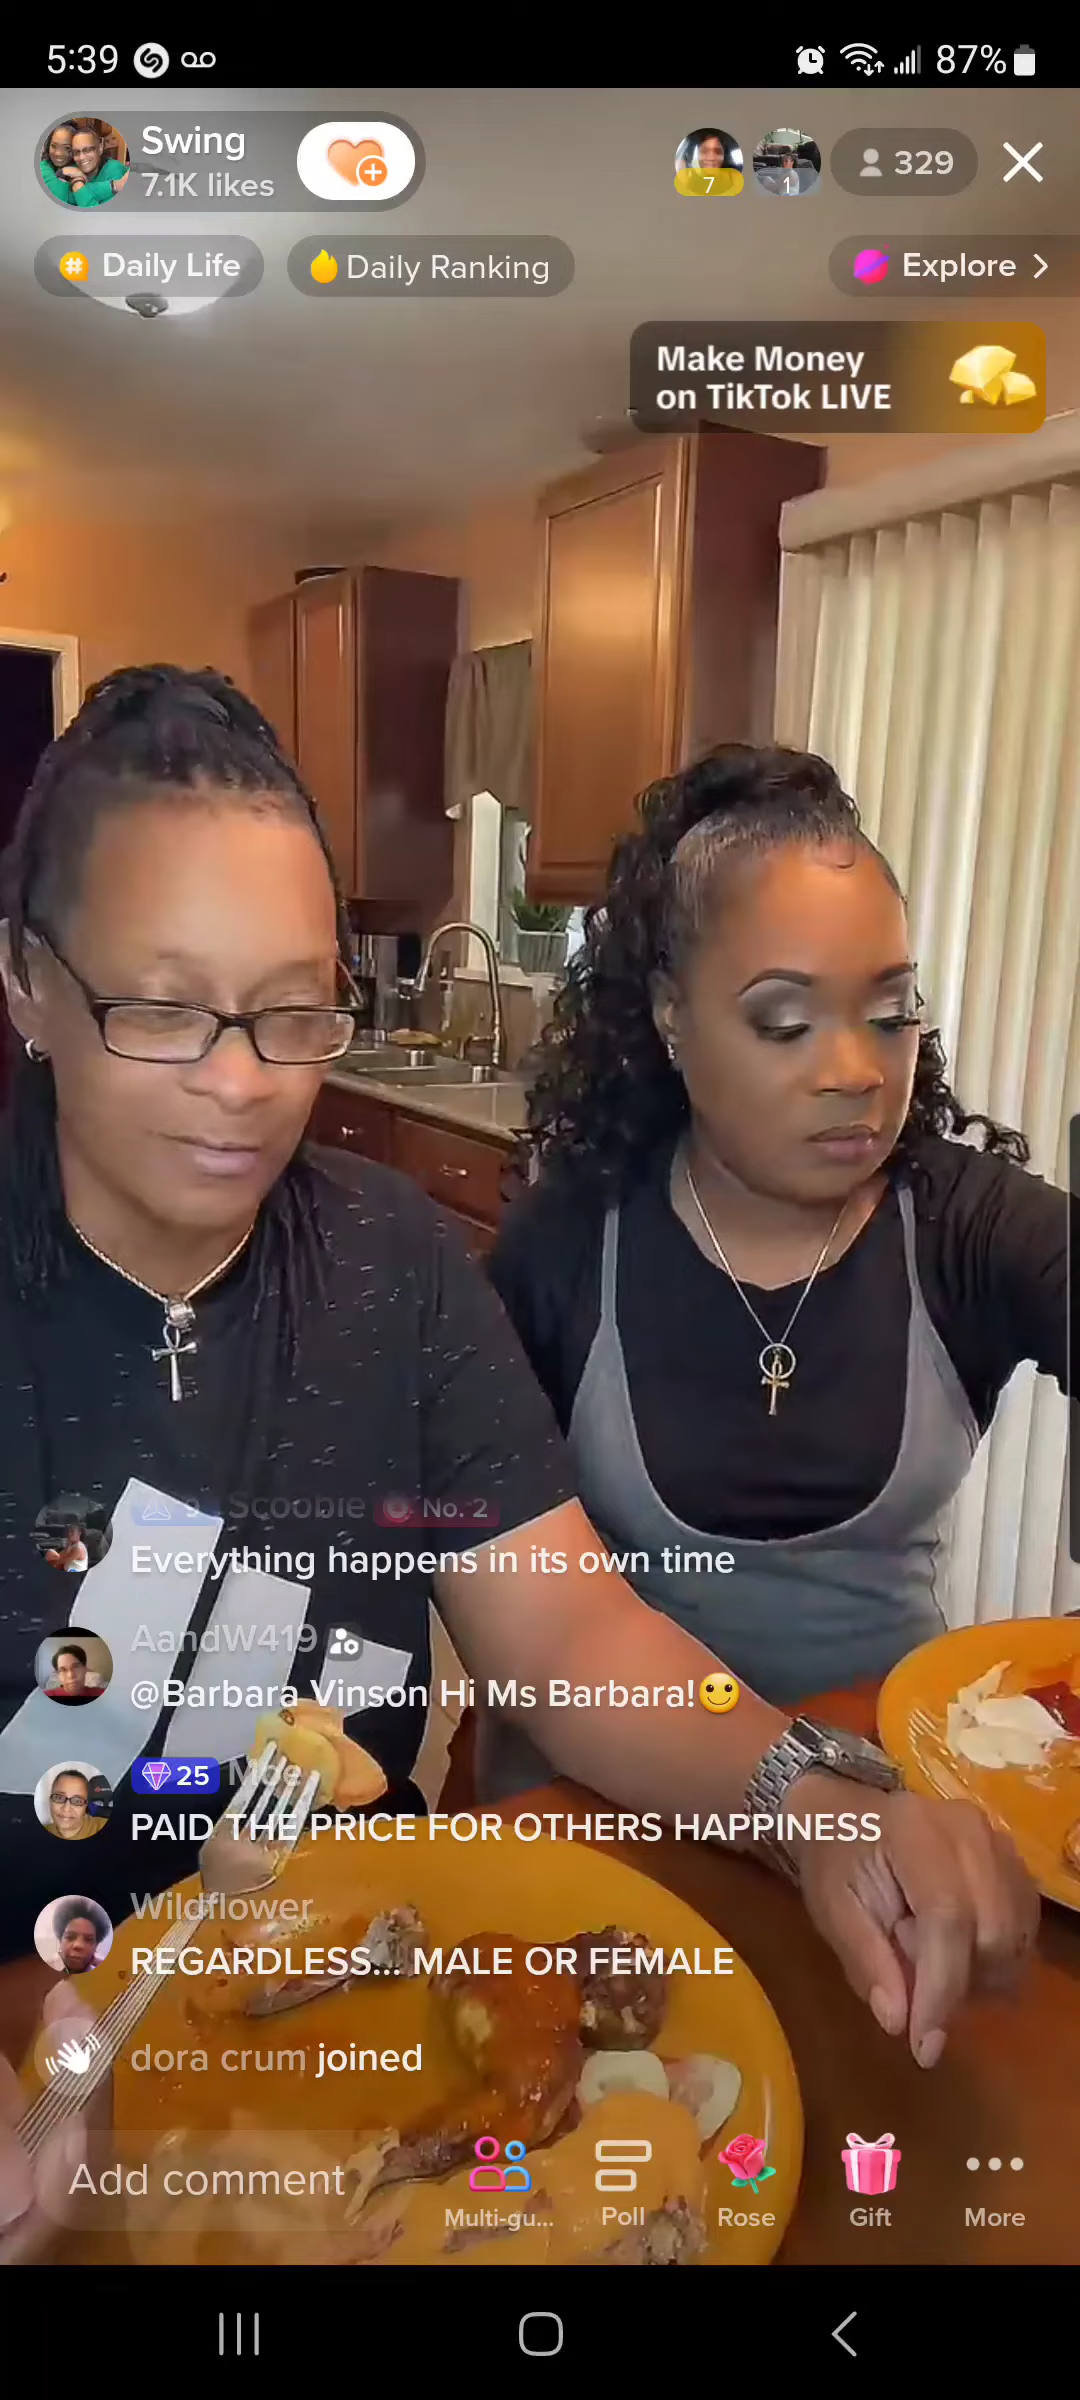 5:39
87%
Swing
7.1K likes
7
1
329
Daily Life
Daily Ranking
Explore
Make Money
on TikTok LIVE
9 Scoobie No. 2
Everything happens in its own time
AandW419
@Barbara Vinson Hi Ms Barbara!🙂
25 Moe
PAID THE PRICE FOR OTHERS HAPPINESS
Wildflower
REGARDLESS... MALE OR FEMALE
dora crum joined
Add comment
Multi-gu...
Poll
Rose
Gift
More